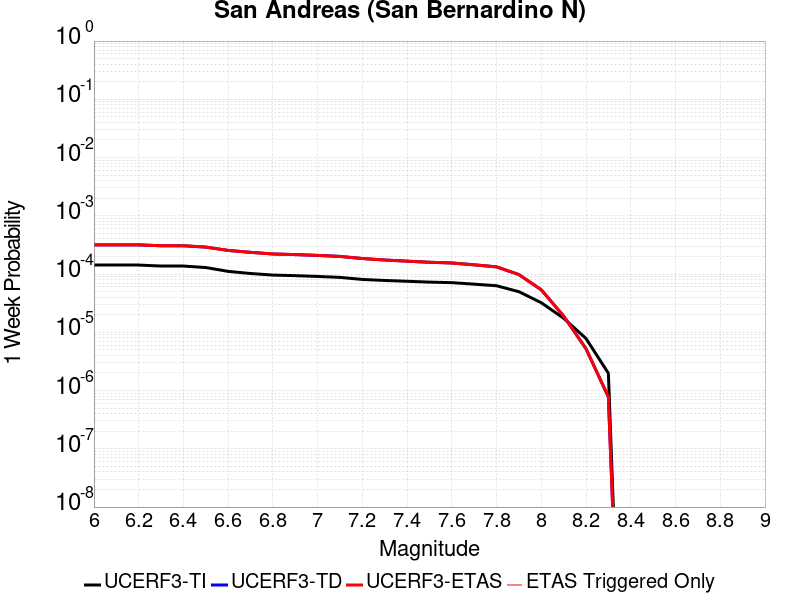 San Andreas (San Bernardino N)
10^0
10^-1
10^-2
10^-3
10^-4
10^-5
10^-6
10^-7
10^-8
1 Week Probability
6 6.2 6.4 6.6 6.8 7 7.2 7.4 7.6 7.8 8 8.2 8.4 8.6 8.8 9
Magnitude
UCERF3-TI UCERF3-TD UCERF3-ETAS ETAS Triggered Only